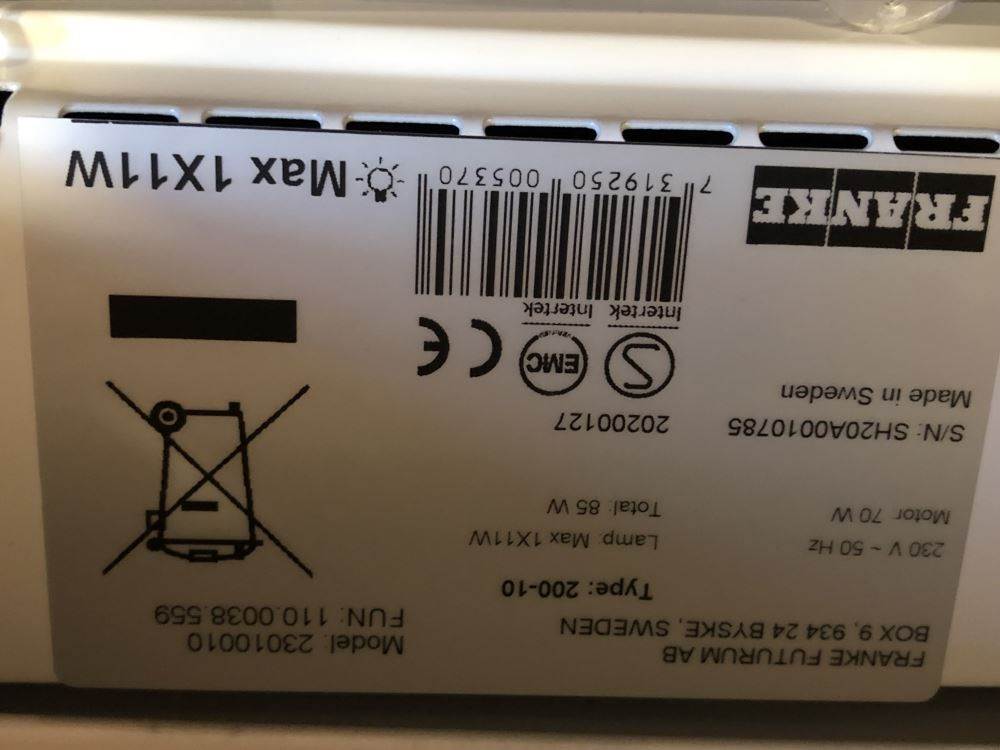 FRANKE FUTURUM AB
BOX 9, 934 24 BYSKE, SWEDEN
Model: 23010010
FUN: 110.0038.559
Type: 200-10
230 V ~ 50 Hz
Lamp: Max 1X11W
Motor: 70 W
Total: 85 W
S/N: SH20A0010785
20200127
Made in Sweden
S
Intertek
EMC
Intertek
CE
FRANKE
7 319250 005370
Max 1X11W